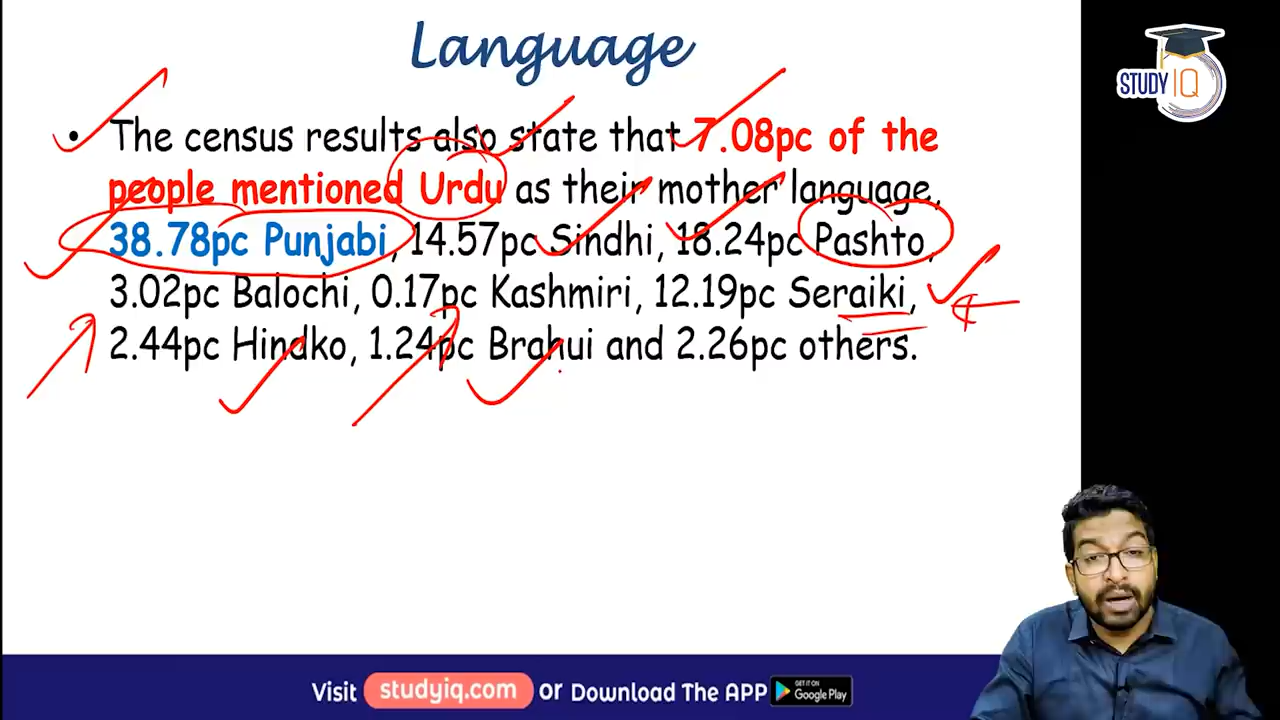 Language
STUDY IQ
• The census results also state that 7.08pc of the
people mentioned Urdu as their mother language,
38.78pc Punjabi, 14.57pc Sindhi, 18.24pc Pashto,
3.02pc Balochi, 0.17pc Kashmiri, 12.19pc Seraiki,
2.44pc Hindko, 1.24pc Brahui and 2.26pc others.
Visit studyiq.com or Download The APP GET IT ON Google Play